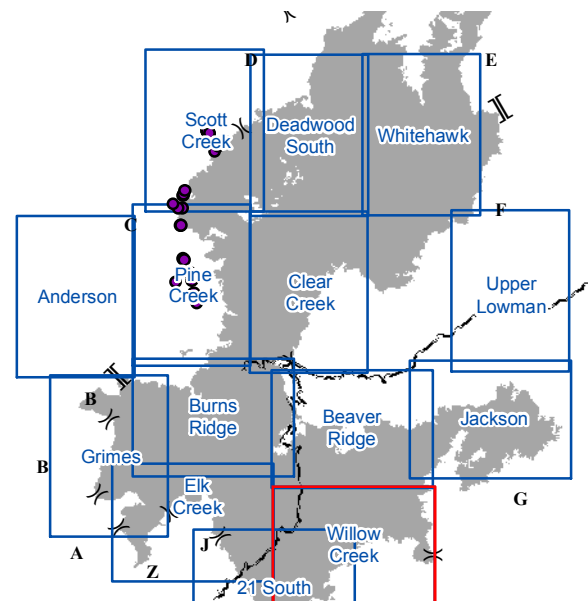 D
E
Scott
Creek
Deadwood
South
Whitehawk
C
F
Anderson
Pine
Creek
Clear
Creek
Upper
Lowman
B
Burns
Ridge
Beaver
Ridge
Jackson
B
Grimes
Elk
Creek
G
A
Z
J
Willow
Creek
21 South